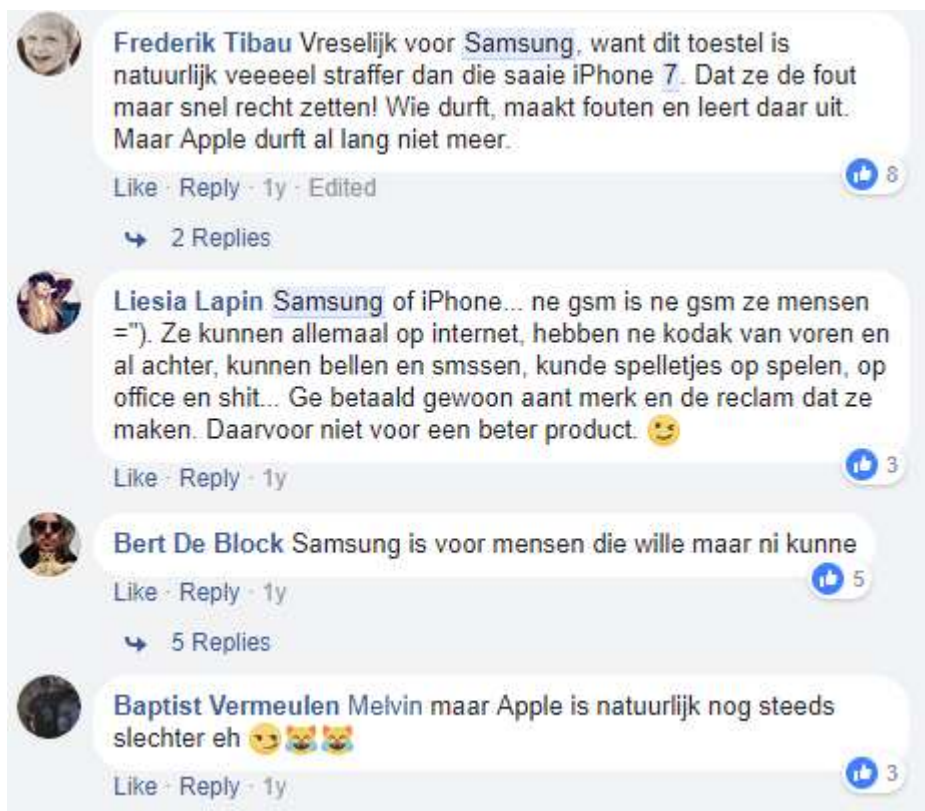 Frederik Tibau Vreselijk voor Samsung, want dit toestel is
natuurlijk veeeeel straffer dan die saaie iPhone 7. Dat ze de fout
maar snel recht zetten! Wie durft, maakt fouten en leert daar uit.
Maar Apple durft al lang niet meer.
8
Like · Reply · 1y · Edited
2 Replies
Liesia Lapin Samsung of iPhone... ne gsm is ne gsm ze mensen
="). Ze kunnen allemaal op internet, hebben ne kodak van voren en
al achter, kunnen bellen en smssen, kunde spelletjes op spelen, op
office en shit... Ge betaald gewoon aant merk en de reclam dat ze
maken. Daarvoor niet voor een beter product. 😉
3
Like · Reply · 1y
Bert De Block Samsung is voor mensen die wille maar ni kunne
5
Like · Reply · 1y
5 Replies
Baptist Vermeulen Melvin maar Apple is natuurlijk nog steeds
slechter eh 😏😹😹
3
Like · Reply · 1y